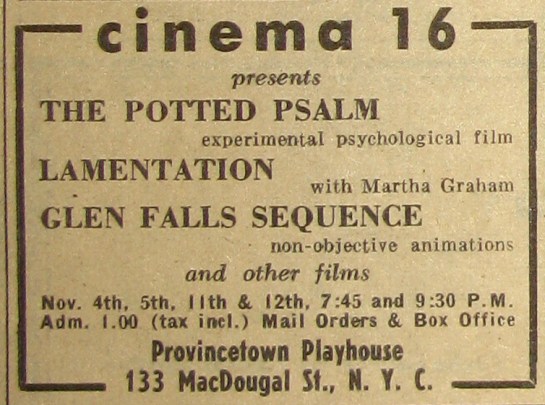 cinema 16
presents
THE POTTED PSALM
experimental psychological film
LAMENTATION
with Martha Graham
GLEN FALLS SEQUENCE
non-objective animations
and other films
Nov. 4th, 5th, 11th & 12th, 7:45 and 9:30 P.M.
Adm. 1.00 (tax incl.) Mail Orders & Box Office
Provincetown Playhouse
133 MacDougal St., N. Y. C.